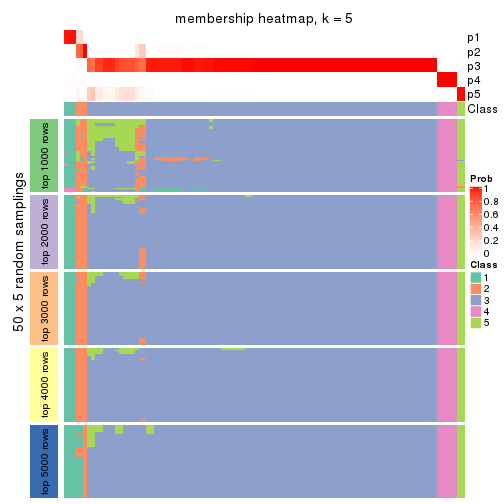 membership heatmap, k = 5
p1
p2
p3
p4
p5
Class
50 x 5 random samplings
top 1000 rows
top 2000 rows
top 3000 rows
top 4000 rows
top 5000 rows
Prob
1
0.8
0.6
0.4
0.2
0
Class
1
2
3
4
5